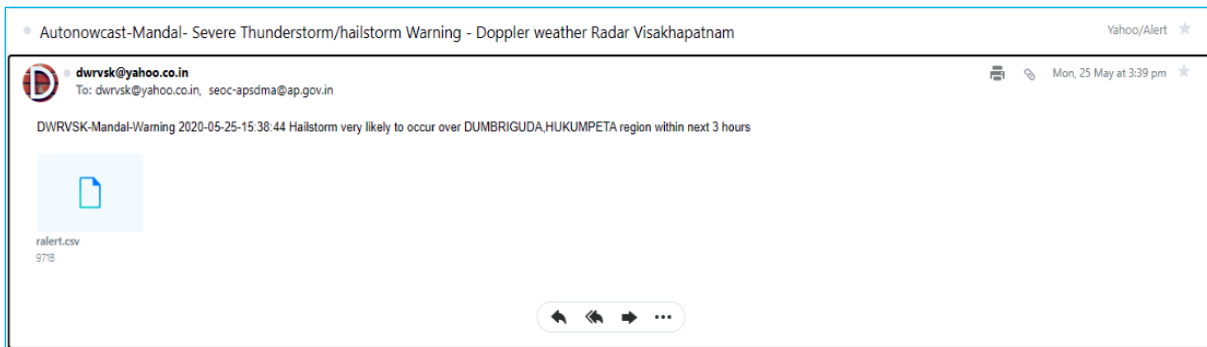 Autonowcast-Mandal- Severe Thunderstorm/hailstorm Warning - Doppler weather Radar Visakhapatnam
Yahoo/Alert
D
dwrvsk@yahoo.co.in
Mon, 25 May at 3:39 pm
To: dwrvsk@yahoo.co.in, seoc-apsdma@ap.gov.in
DWRVSK-Mandal-Warning 2020-05-25-15:38:44 Hailstorm very likely to occur over DUMBRIGUDA,HUKUMPETA region within next 3 hours
ralert.csv
971B